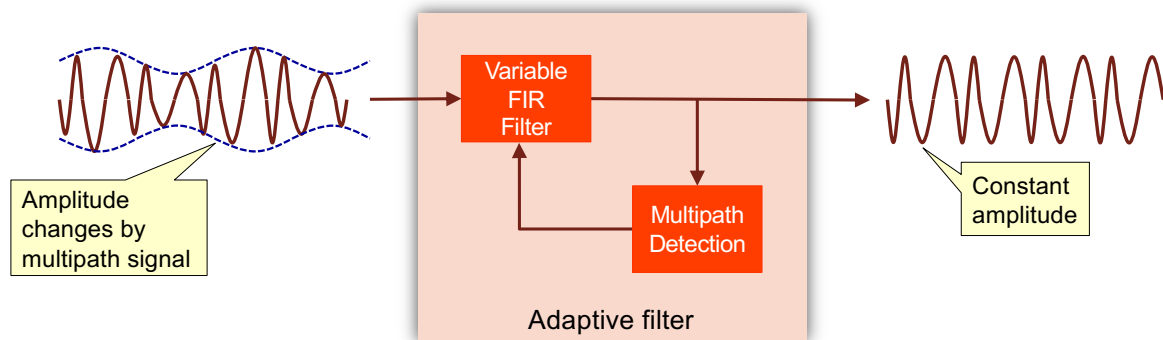 Variable
FIR
Filter
Amplitude
changes by
multipath signal
Multipath
Detection
Constant
amplitude
Adaptive filter